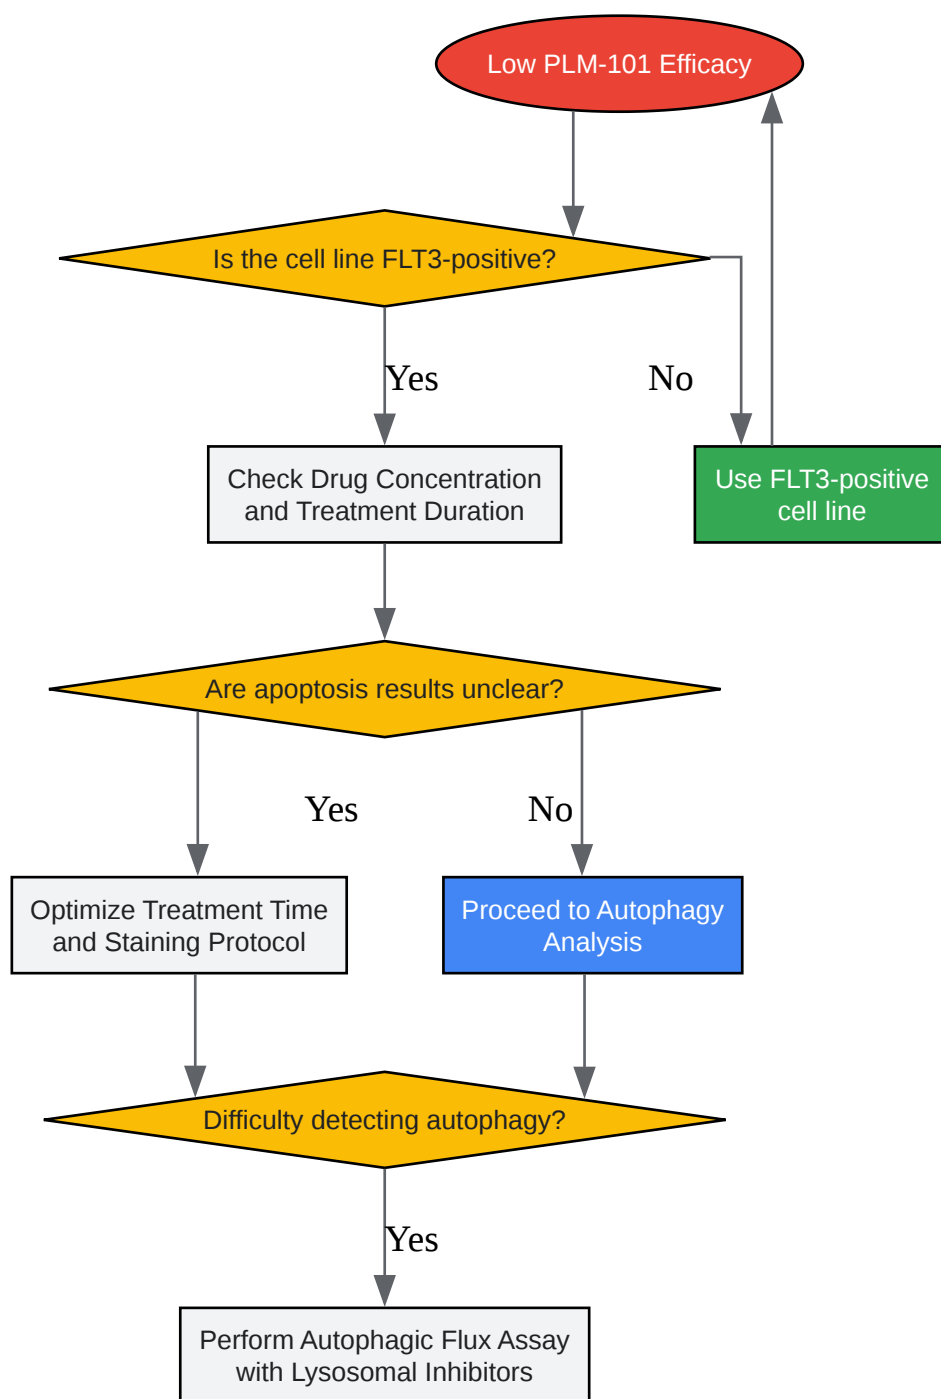 Low PLM-101 Efficacy
Is the cell line FLT3-positive?
Yes
No
Check Drug Concentration
and Treatment Duration
Use FLT3-positive
cell line
Are apoptosis results unclear?
Yes
No
Optimize Treatment Time
and Staining Protocol
Proceed to Autophagy
Analysis
Difficulty detecting autophagy?
Yes
Perform Autophagic Flux Assay
with Lysosomal Inhibitors